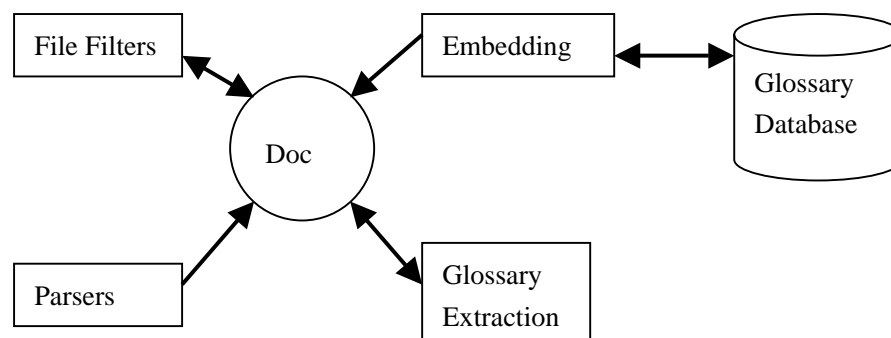 File Filters
Embedding
Glossary
Database
Doc
Parsers
Glossary
Extraction